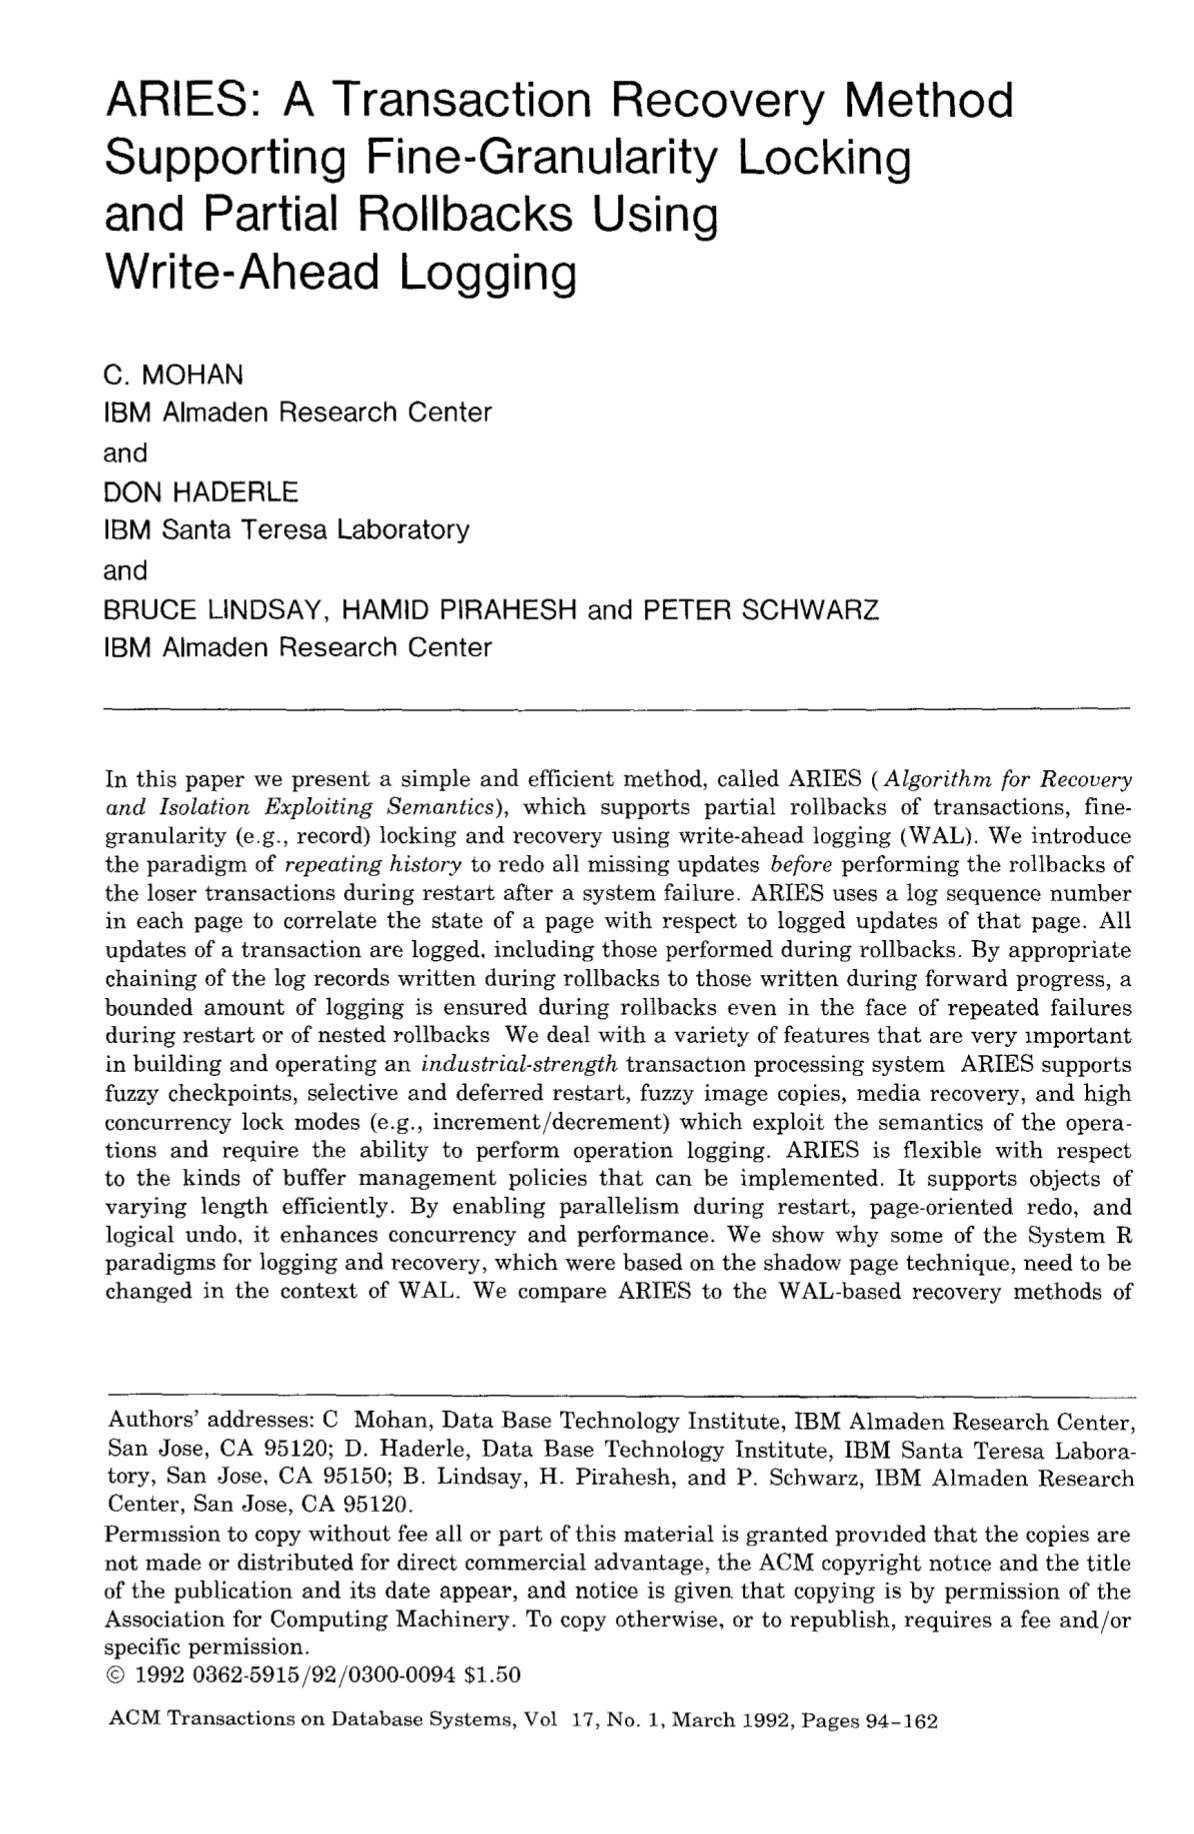 ARIES: A Transaction Recovery Method
Supporting Fine-Granularity Locking
and Partial Rollbacks Using
Write-Ahead Logging
C. MOHAN
IBM Almaden Research Center
and
DON HADERLE
IBM Santa Teresa Laboratory
and
BRUCE LINDSAY, HAMID PIRAHESH and PETER SCHWARZ
IBM Almaden Research Center
In this paper we present a simple and efficient method, called ARIES (Algorithm for Recovery
and Isolation Exploiting Semantics), which supports partial rollbacks of transactions, fine-
granularity (e.g., record) locking and recovery using write-ahead logging (WAL). We introduce
the paradigm of repeating history to redo all missing updates before performing the rollbacks of
the loser transactions during restart after a system failure. ARIES uses a log sequence number
in each page to correlate the state of a page with respect to logged updates of that page. All
updates of a transaction are logged, including those performed during rollbacks. By appropriate
chaining of the log records written during rollbacks to those written during forward progress, a
bounded amount of logging is ensured during rollbacks even in the face of repeated failures
during restart or of nested rollbacks We deal with a variety of features that are very important
in building and operating an industrial-strength transaction processing system ARIES supports
fuzzy checkpoints, selective and deferred restart, fuzzy image copies, media recovery, and high
concurrency lock modes (e.g., increment/decrement) which exploit the semantics of the opera-
tions and require the ability to perform operation logging. ARIES is flexible with respect
to the kinds of buffer management policies that can be implemented. It supports objects of
varying length efficiently. By enabling parallelism during restart, page-oriented redo, and
logical undo, it enhances concurrency and performance. We show why some of the System R
paradigms for logging and recovery, which were based on the shadow page technique, need to be
changed in the context of WAL. We compare ARIES to the WAL-based recovery methods of
Authors' addresses: C Mohan, Data Base Technology Institute, IBM Almaden Research Center,
San Jose, CA 95120; D. Haderle, Data Base Technology Institute, IBM Santa Teresa Labora-
tory, San Jose, CA 95150; B. Lindsay, H. Pirahesh, and P. Schwarz, IBM Almaden Research
Center, San Jose, CA 95120.
Permission to copy without fee all or part of this material is granted provided that the copies are
not made or distributed for direct commercial advantage, the ACM copyright notice and the title
of the publication and its date appear, and notice is given that copying is by permission of the
Association for Computing Machinery. To copy otherwise, or to republish, requires a fee and/or
specific permission.
© 1992 0362-5915/92/0300-0094 $1.50
ACM Transactions on Database Systems, Vol 17, No. 1, March 1992, Pages 94–162